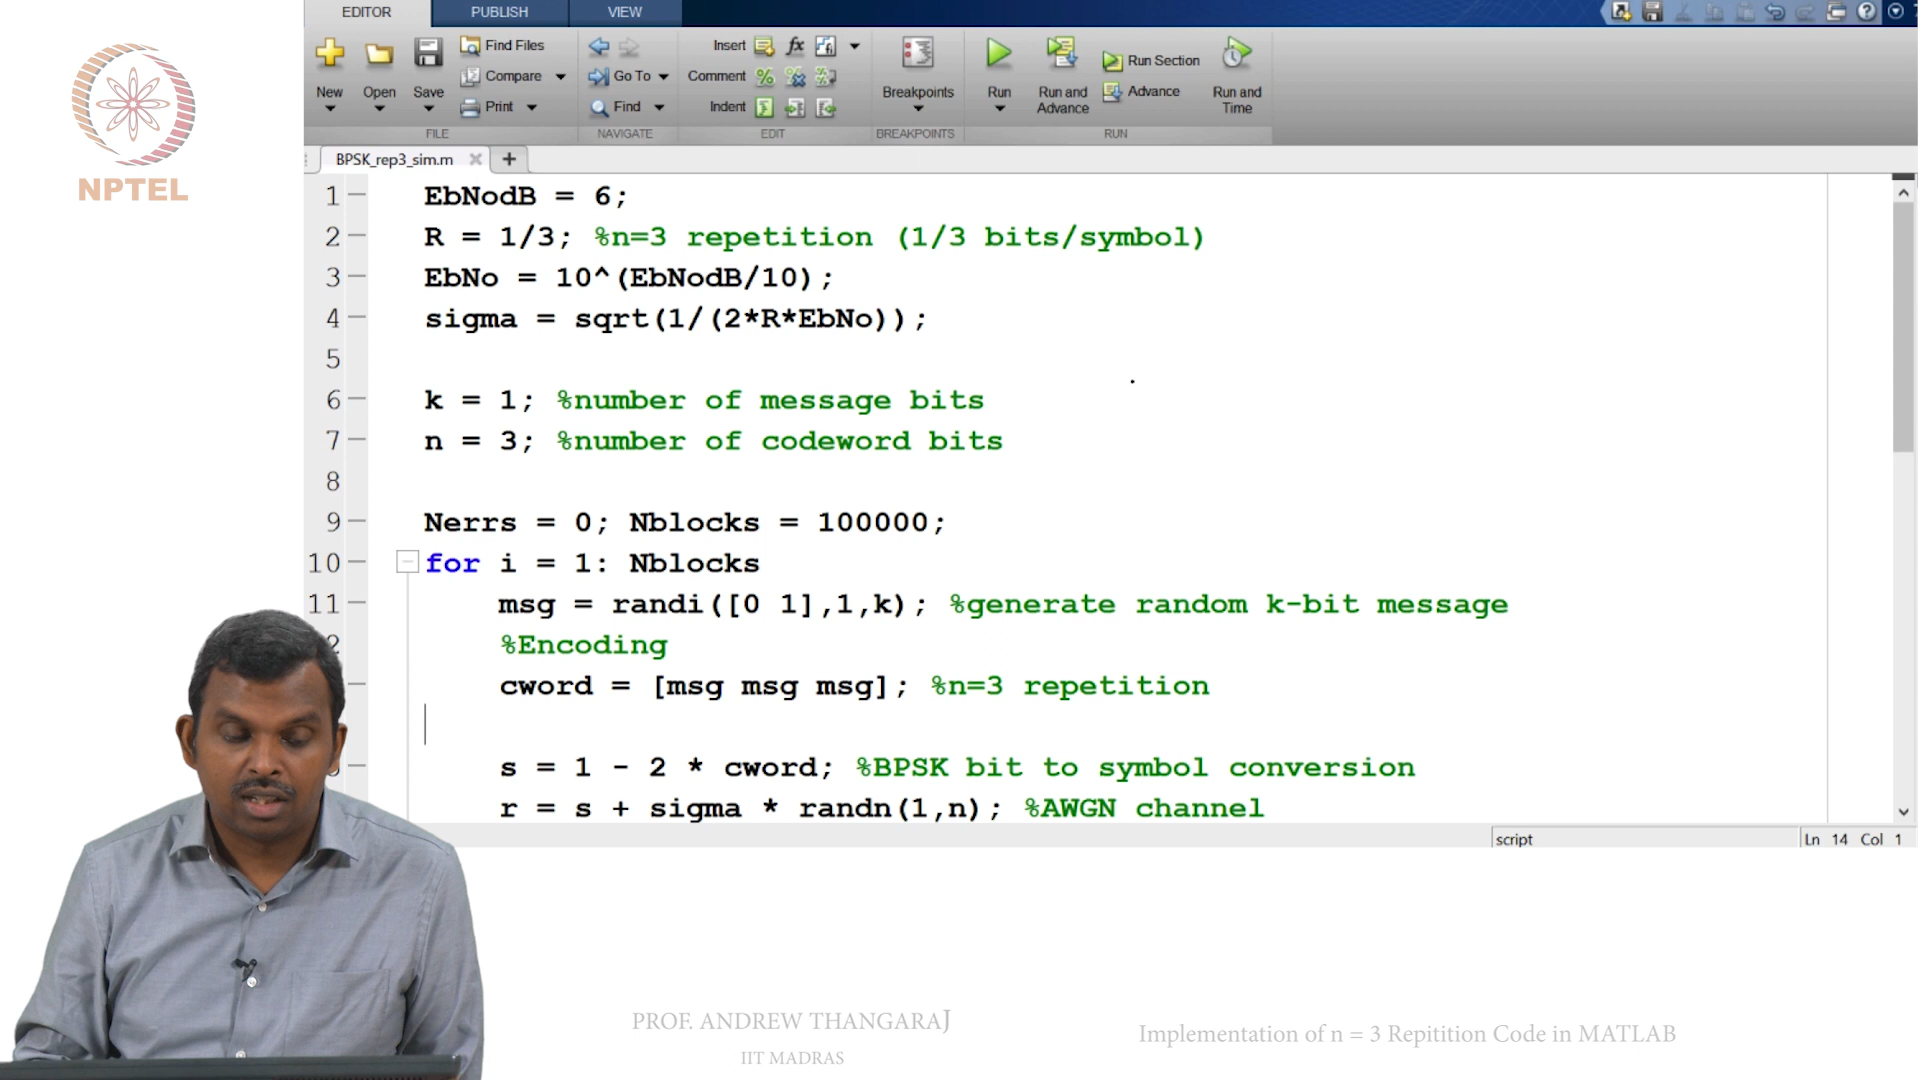 EDITOR PUBLISH VIEW
New Open Save Find Files Compare Print
Go To Find
Insert fx Comment Indent
Breakpoints
Run Run and Advance Run Section Advance Run and Time
FILE NAVIGATE EDIT BREAKPOINTS RUN
NPTEL
BPSK_rep3_sim.m
1 EbNodB = 6;
2 R = 1/3; %n=3 repetition (1/3 bits/symbol)
3 EbNo = 10^(EbNodB/10);
4 sigma = sqrt(1/(2*R*EbNo));
5
6 k = 1; %number of message bits
7 n = 3; %number of codeword bits
8
9 Nerrs = 0; Nblocks = 100000;
10 for i = 1: Nblocks
11 msg = randi([0 1],1,k); %generate random k-bit message
%Encoding
cword = [msg msg msg]; %n=3 repetition
s = 1 - 2 * cword; %BPSK bit to symbol conversion
r = s + sigma * randn(1,n); %AWGN channel
script Ln 14 Col 1
PROF. ANDREW THANGARAJ
IIT MADRAS
Implementation of n = 3 Repitition Code in MATLAB